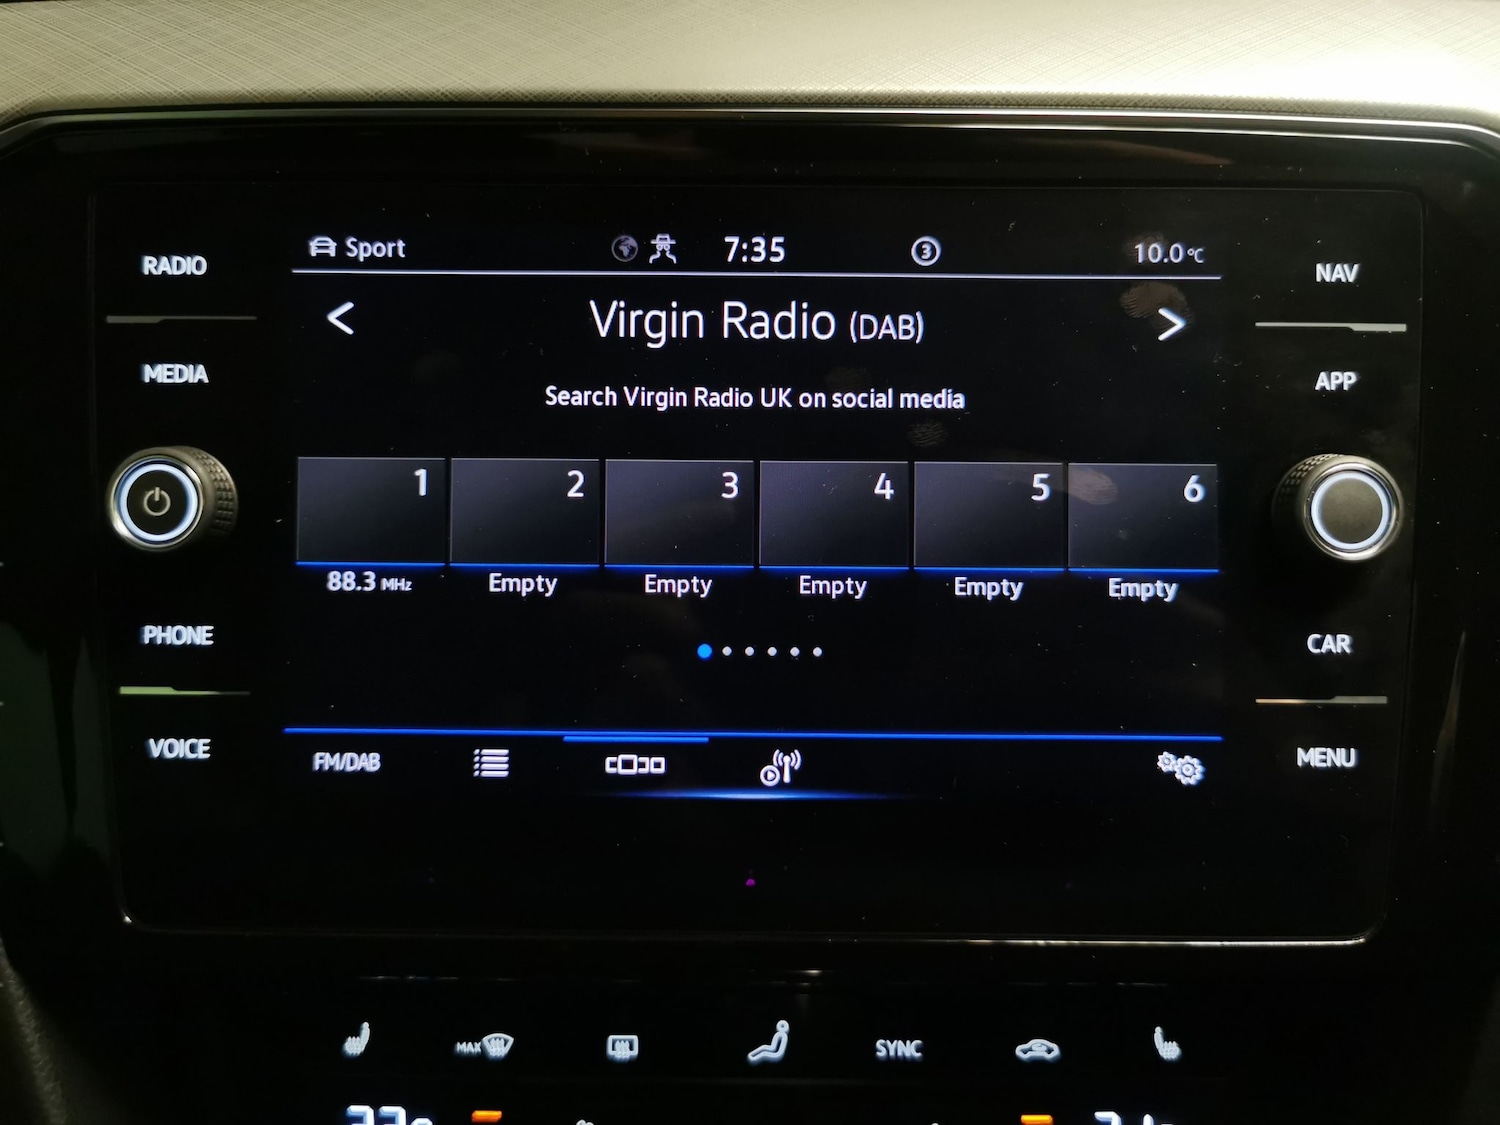 RADIO
MEDIA
PHONE
VOICE
Sport
7:35
3
10.0°C
<
Virgin Radio (DAB)
>
Search Virgin Radio UK on social media
1
2
3
4
5
6
88.3 MHz
Empty
Empty
Empty
Empty
Empty
FM/DAB
NAV
APP
CAR
MENU
MAX
SYNC